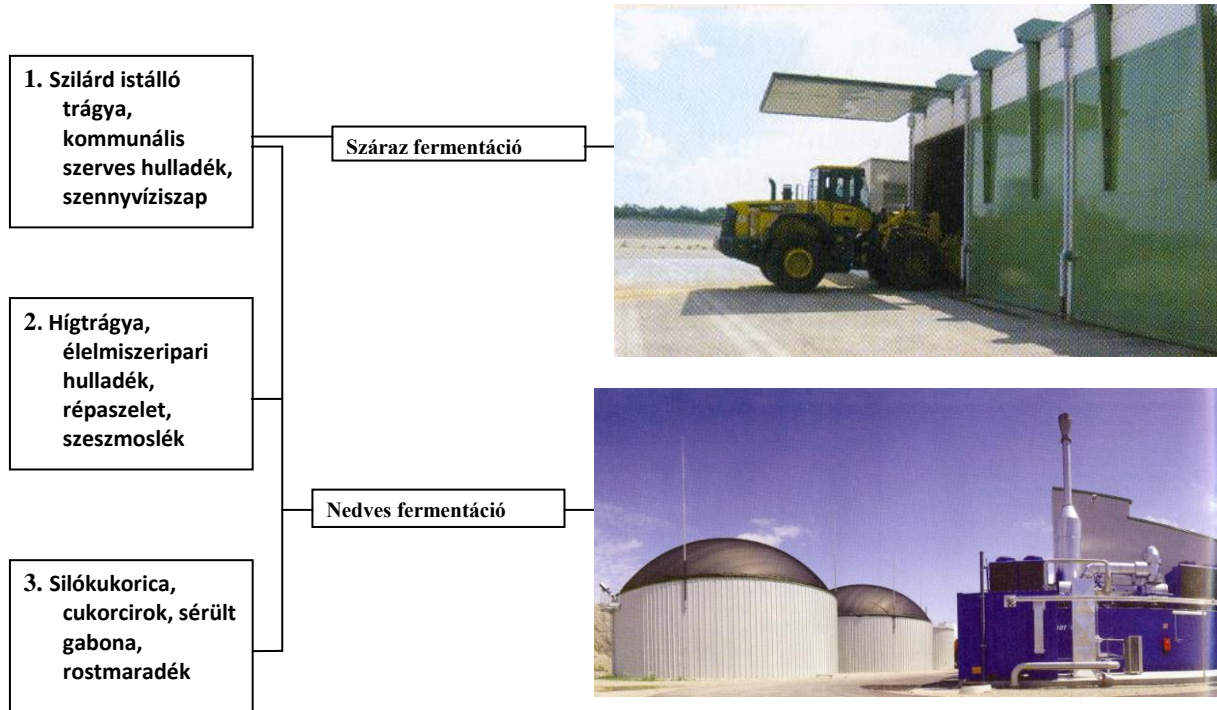 1. Szilárd istálló
trágya,
kommunális
szerves hulladék,
szennyvíziszap
Száraz fermentáció
2. Hígtrágya,
élelmiszeripari
hulladék,
répaszelet,
szeszmoslék
Nedves fermentáció
3. Silókukorica,
cukorcirok, sérült
gabona,
rostmaradék